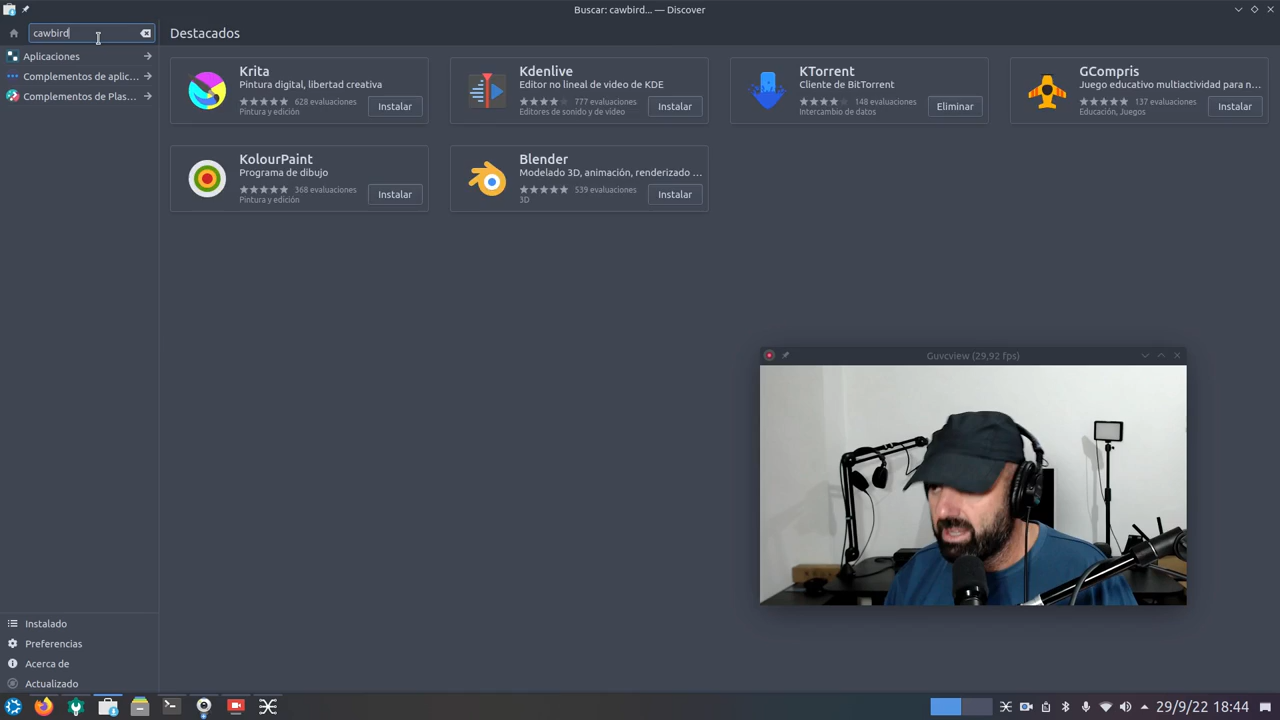 Buscar: cawbird... — Discover
cawbird
Destacados
Aplicaciones
Complementos de aplic...
Complementos de Plas...
Krita
Pintura digital, libertad creativa
628 evaluaciones
Pintura y edición
Instalar
Kdenlive
Editor no lineal de video de KDE
777 evaluaciones
Editores de sonido y de vídeo
Instalar
KTorrent
Cliente de BitTorrent
148 evaluaciones
Intercambio de datos
Eliminar
GCompris
Juego educativo multiactividad para n...
137 evaluaciones
Educación, Juegos
Instalar
KolourPaint
Programa de dibujo
368 evaluaciones
Pintura y edición
Instalar
Blender
Modelado 3D, animación, renderizado ...
539 evaluaciones
3D
Instalar
Guvcview (29,92 fps)
Instalado
Preferencias
Acerca de
Actualizado
29/9/22 18:44